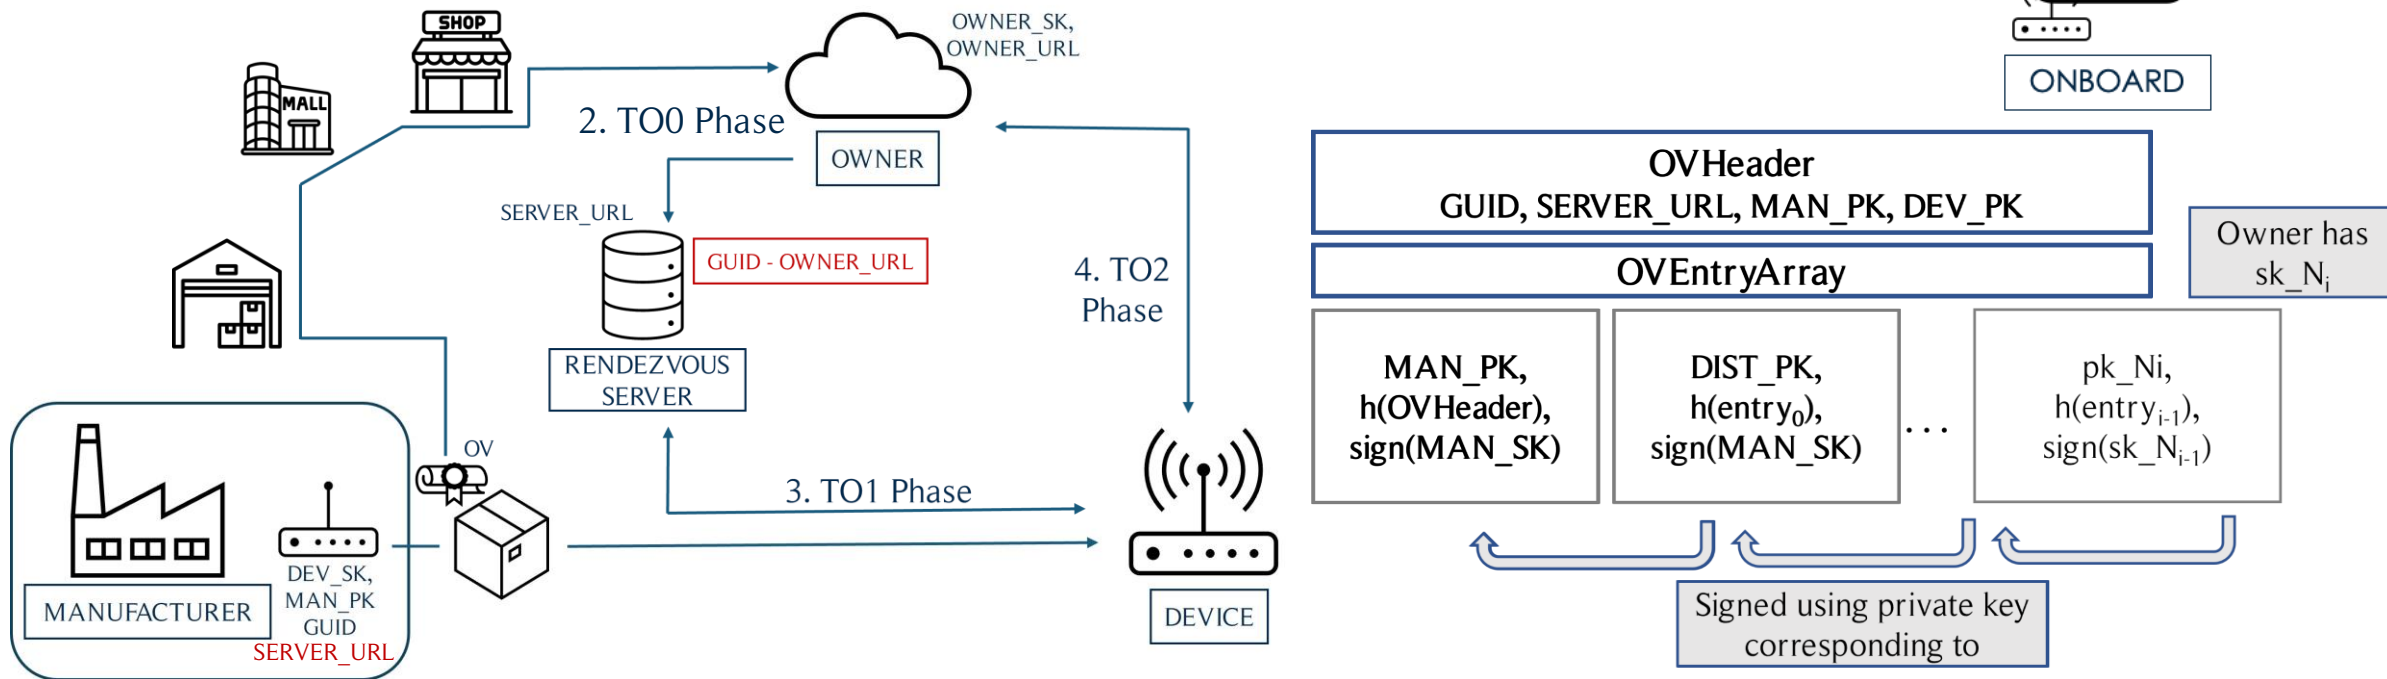 SHOP
MALL
OWNER_SK,
OWNER_URL
2. TO0 Phase
OWNER
SERVER_URL
GUID - OWNER_URL
RENDEZVOUS
SERVER
4. TO2
Phase
OV
3. TO1 Phase
MANUFACTURER
DEV_SK,
MAN_PK
GUID
SERVER_URL
DEVICE
ONBOARD
OVHeader
GUID, SERVER_URL, MAN_PK, DEV_PK
OVEntryArray
Owner has
sk_Nᵢ
MAN_PK,
h(OVHeader),
sign(MAN_SK)
DIST_PK,
h(entry₀),
sign(MAN_SK)
...
pk_Ni,
h(entryᵢ₋₁),
sign(sk_Nᵢ₋₁)
Signed using private key
corresponding to